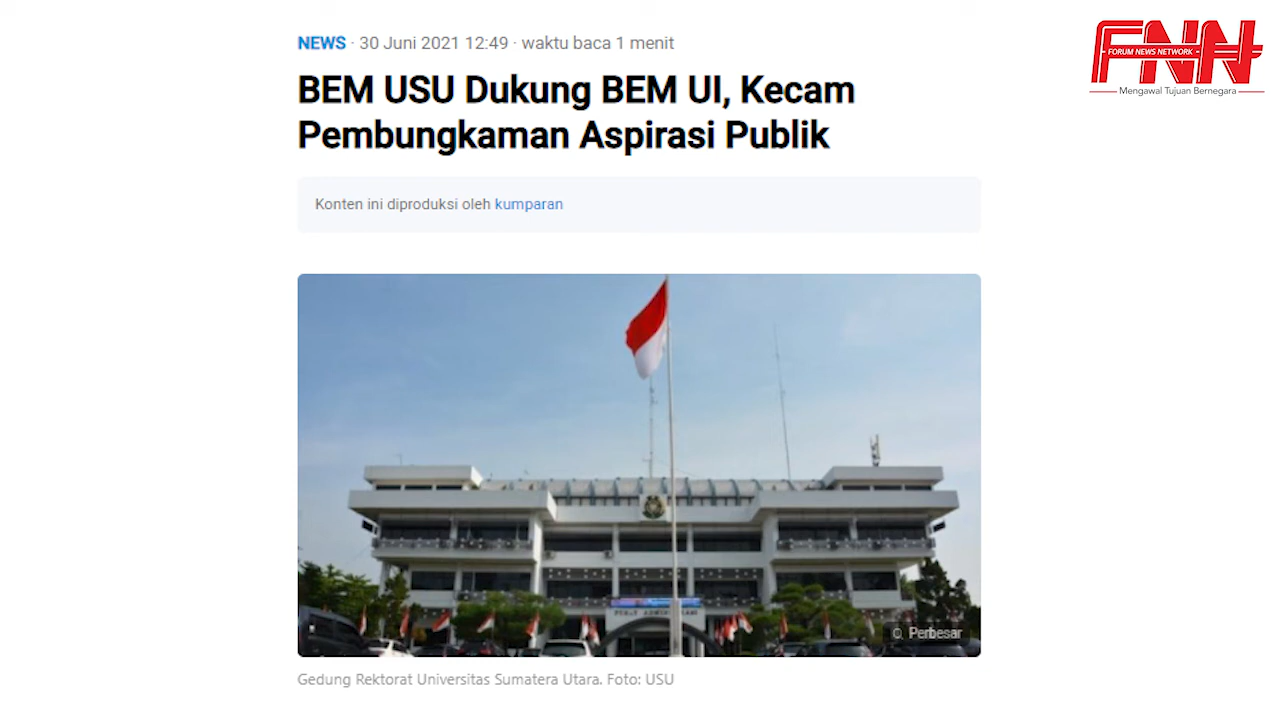 NEWS · 30 Juni 2021 12:49 · waktu baca 1 menit
FNN
FORUM NEWS NETWORK
Mengawal Tujuan Bernegara
BEM USU Dukung BEM UI, Kecam
Pembungkaman Aspirasi Publik
Konten ini diproduksi oleh kumparan
Perbesar
Gedung Rektorat Universitas Sumatera Utara. Foto: USU